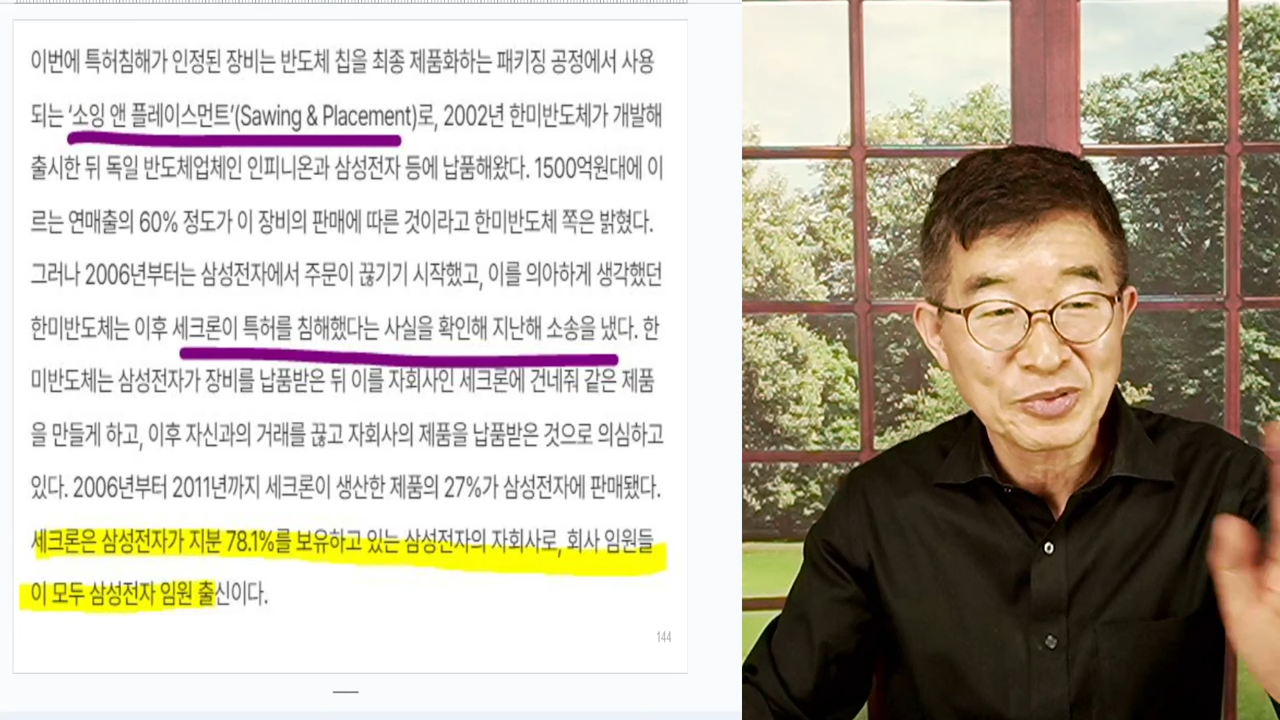 이번에 특허침해가 인정된 장비는 반도체 칩을 최종 제품화하는 패키징 공정에서 사용
되는 '소잉 앤 플레이스먼트'(Sawing & Placement)로, 2002년 한미반도체가 개발해
출시한 뒤 독일 반도체업체인 인피니온과 삼성전자 등에 납품해왔다. 1500억원대에 이
르는 연매출의 60% 정도가 이 장비의 판매에 따른 것이라고 한미반도체 쪽은 밝혔다.
그러나 2006년부터는 삼성전자에서 주문이 끊기기 시작했고, 이를 의아하게 생각했던
한미반도체는 이후 세크론이 특허를 침해했다는 사실을 확인해 지난해 소송을 냈다. 한
미반도체는 삼성전자가 장비를 납품받은 뒤 이를 자회사인 세크론에 건네줘 같은 제품
을 만들게 하고, 이후 자신과의 거래를 끊고 자회사의 제품을 납품받은 것으로 의심하고
있다. 2006년부터 2011년까지 세크론이 생산한 제품의 27%가 삼성전자에 판매됐다.
세크론은 삼성전자가 지분 78.1%를 보유하고 있는 삼성전자의 자회사로, 회사 임원들
이 모두 삼성전자 임원 출신이다.
144